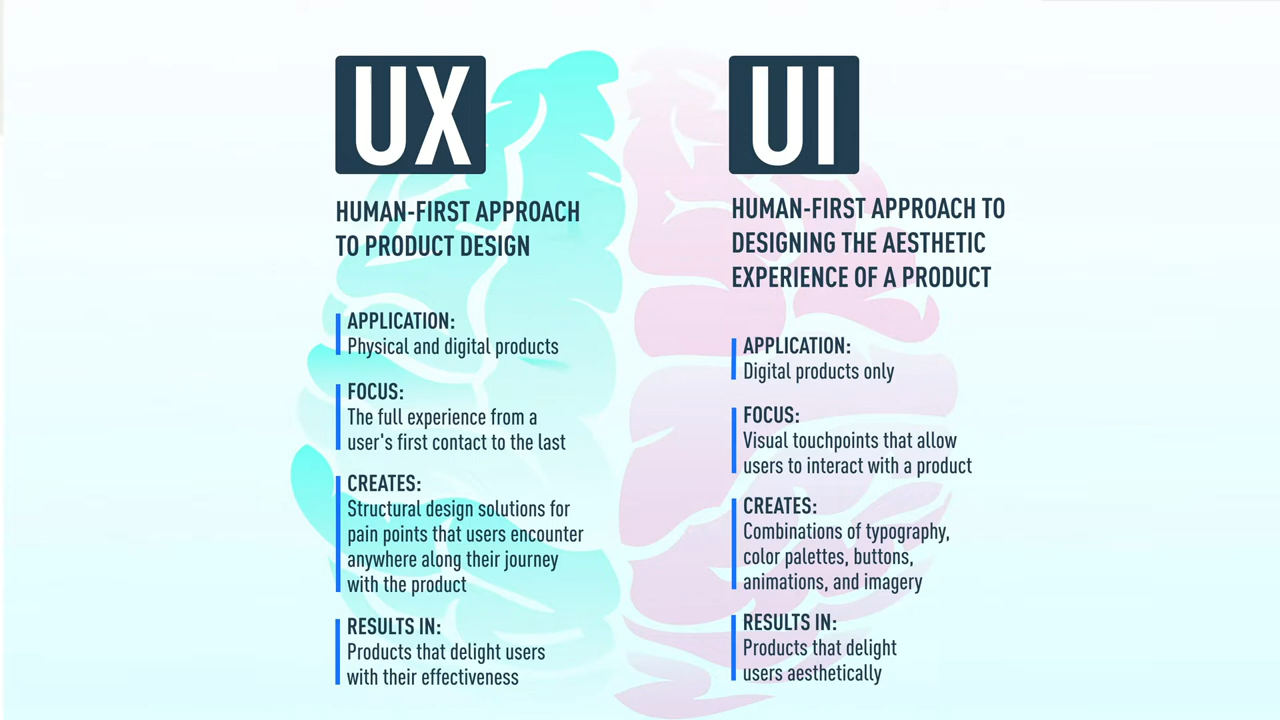 UX
HUMAN-FIRST APPROACH
TO PRODUCT DESIGN
APPLICATION:
Physical and digital products
FOCUS:
The full experience from a
user's first contact to the last
CREATES:
Structural design solutions for
pain points that users encounter
anywhere along their journey
with the product
RESULTS IN:
Products that delight users
with their effectiveness
UI
HUMAN-FIRST APPROACH TO
DESIGNING THE AESTHETIC
EXPERIENCE OF A PRODUCT
APPLICATION:
Digital products only
FOCUS:
Visual touchpoints that allow
users to interact with a product
CREATES:
Combinations of typography,
color palettes, buttons,
animations, and imagery
RESULTS IN:
Products that delight
users aesthetically